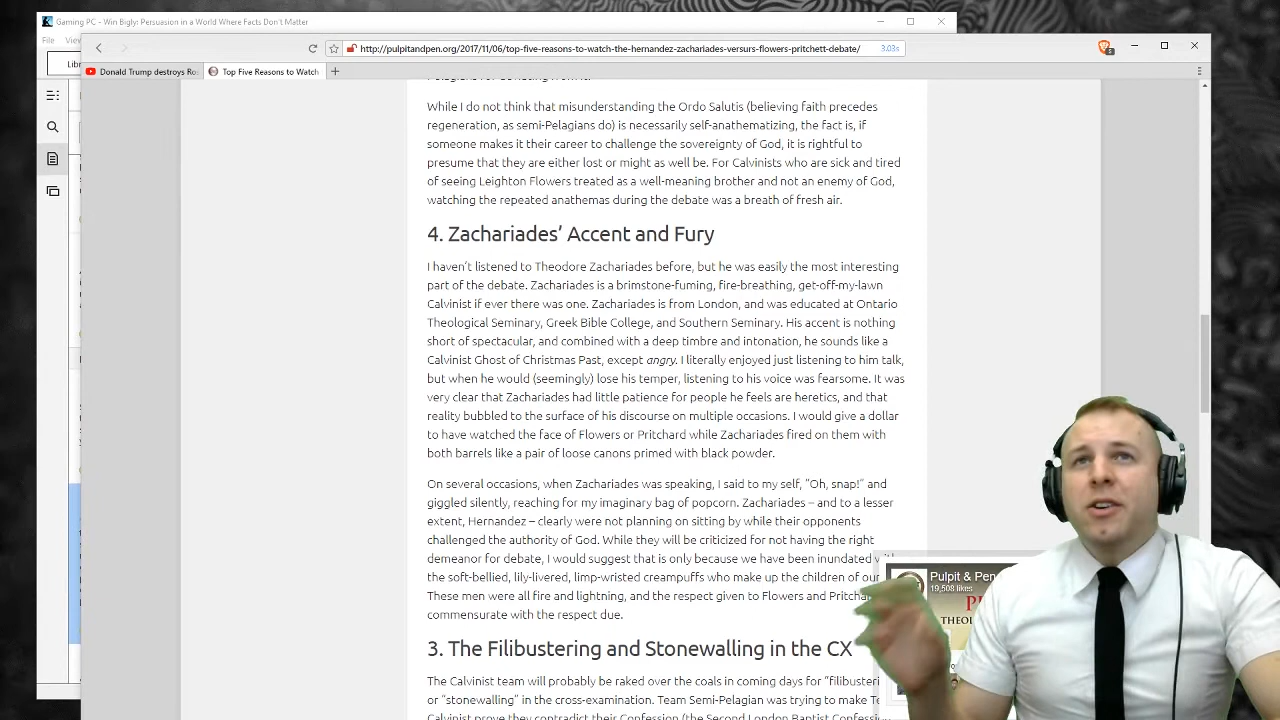 Gaming PC - Win Bigly: Persuasion in a World Where Facts Don't Matter
File
http://pulpitandpen.org/2017/11/06/top-five-reasons-to-watch-the-hernandez-zachariades-versurs-flowers-pritchett-debate/
3.03s
Donald Trump destroys Ros
Top Five Reasons to Watch
While I do not think that misunderstanding the Ordo Salutis (believing faith precedes
regeneration, as semi-Pelagians do) is necessarily self-anathematizing, the fact is, if
someone makes it their career to challenge the sovereignty of God, it is rightful to
presume that they are either lost or might as well be. For Calvinists who are sick and tired
of seeing Leighton Flowers treated as a well-meaning brother and not an enemy of God,
watching the repeated anathemas during the debate was a breath of fresh air.
4. Zachariades’ Accent and Fury
I haven’t listened to Theodore Zachariades before, but he was easily the most interesting
part of the debate. Zachariades is a brimstone-fuming, fire-breathing, get-off-my-lawn
Calvinist if ever there was one. Zachariades is from London, and was educated at Ontario
Theological Seminary, Greek Bible College, and Southern Seminary. His accent is nothing
short of spectacular, and combined with a deep timbre and intonation, he sounds like a
Calvinist Ghost of Christmas Past, except angry. I literally enjoyed just listening to him talk,
but when he would (seemingly) lose his temper, listening to his voice was fearsome. It was
very clear that Zachariades had little patience for people he feels are heretics, and that
reality bubbled to the surface of his discourse on multiple occasions. I would give a dollar
to have watched the face of Flowers or Pritchard while Zachariades fired on them with
both barrels like a pair of loose canons primed with black powder.
On several occasions, when Zachariades was speaking, I said to my self, “Oh, snap!” and
giggled silently, reaching for my imaginary bag of popcorn. Zachariades – and to a lesser
extent, Hernandez – clearly were not planning on sitting by while their opponents
challenged the authority of God. While they will be criticized for not having the right
demeanor for debate, I would suggest that is only because we have been inundated with
the soft-bellied, lily-livered, limp-wristed creampuffs who make up the children of our
These men were all fire and lightning, and the respect given to Flowers and
commensurate with the respect due.
Pulpit & Pen
19,508 likes
3. The Filibustering and Stonewalling in the CX
The Calvinist team will probably be raked over the coals in coming days for
or “stonewalling” in the cross-examination. Team Semi-Pelagian was trying to make
Calvinist prove they contradict their Confession (the Second London Baptist Confession